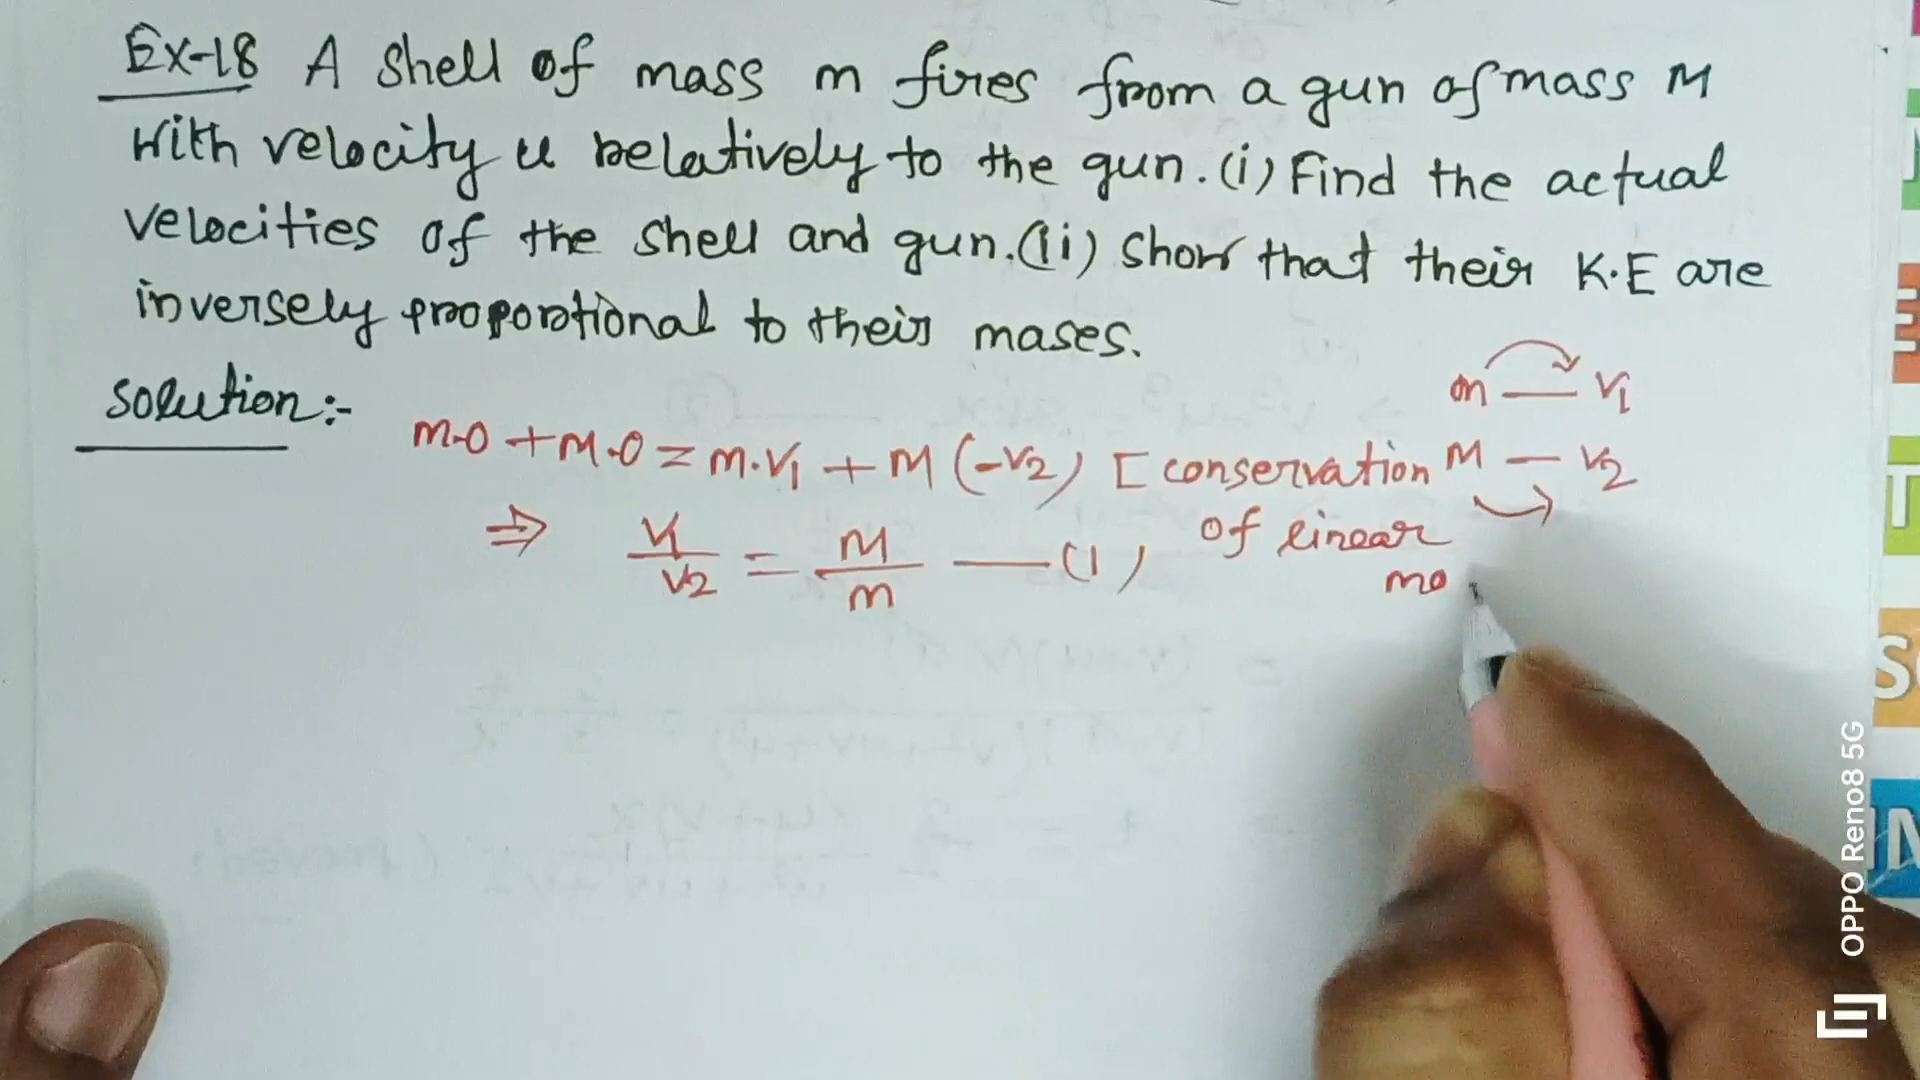 Ex-18 A shell of mass m fires from a gun of mass M
with velocity u relatively to the gun. (i) Find the actual
velocities of the shell and gun. (ii) show that their K.E are
inversely proportional to their mases.
solution:-
m — v1
m.0 + M.0 = m.v1 + M (-v2) [ conservation
M — v2
of linear
⇒ v1/v2 = M/m —(1)
mo
OPPO Reno8 5G